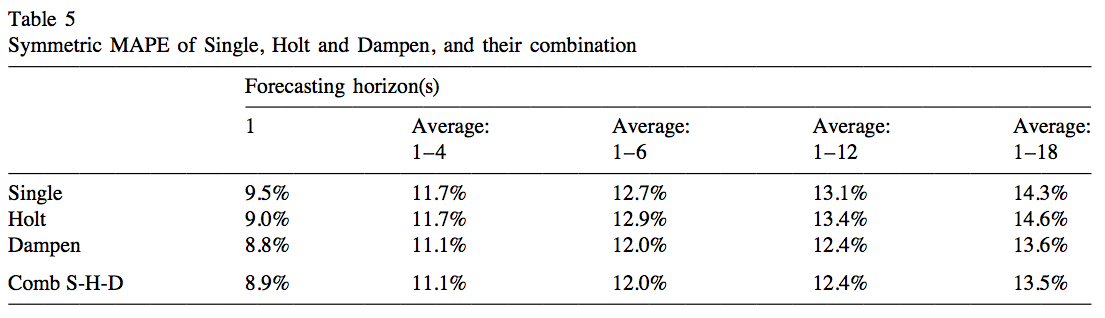 Table 5
Symmetric MAPE of Single, Holt and Dampen, and their combination
Forecasting horizon(s)
1 Average: Average: Average: Average:
1–4 1–6 1–12 1–18
Single 9.5% 11.7% 12.7% 13.1% 14.3%
Holt 9.0% 11.7% 12.9% 13.4% 14.6%
Dampen 8.8% 11.1% 12.0% 12.4% 13.6%
Comb S-H-D 8.9% 11.1% 12.0% 12.4% 13.5%